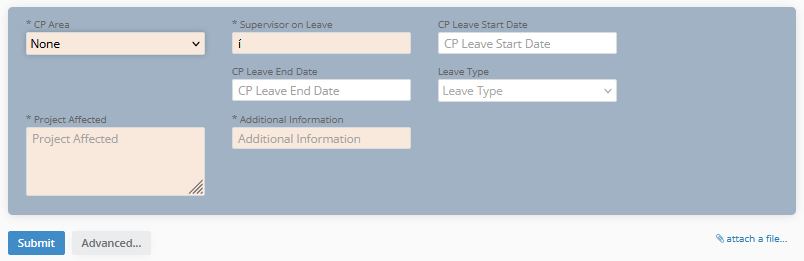 * CP Area
* Supervisor on Leave
CP Leave Start Date
None
í
CP Leave Start Date
CP Leave End Date
Leave Type
CP Leave End Date
Leave Type
* Project Affected
* Additional Information
Project Affected
Additional Information
Submit
Advanced...
attach a file...